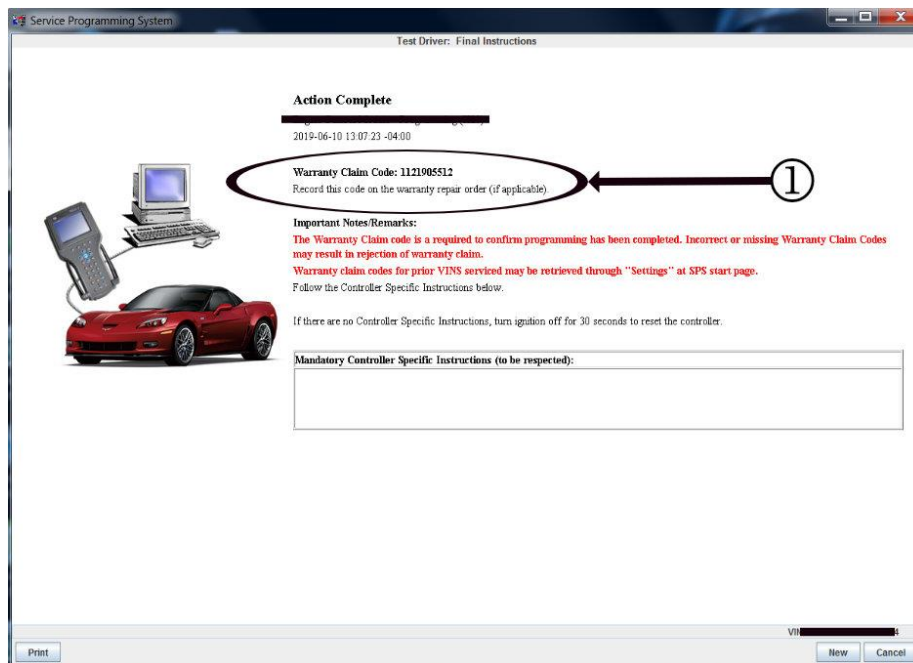 Service Programming System
Test Driver: Final Instructions
Action Complete
2019-06-10 13:07:23 -04:00
Warranty Claim Code: 1121905512
Record this code on the warranty repair order (if applicable).
1
Important Notes/Remarks:
The Warranty Claim code is a required to confirm programming has been completed. Incorrect or missing Warranty Claim Codes
may result in rejection of warranty claim.
Warranty claim codes for prior VINS serviced may be retrieved through "Settings" at SPS start page.
Follow the Controller Specific Instructions below.
If there are no Controller Specific Instructions, turn ignition off for 30 seconds to reset the controller.
Mandatory Controller Specific Instructions (to be respected):
4
Print
New
Cancel